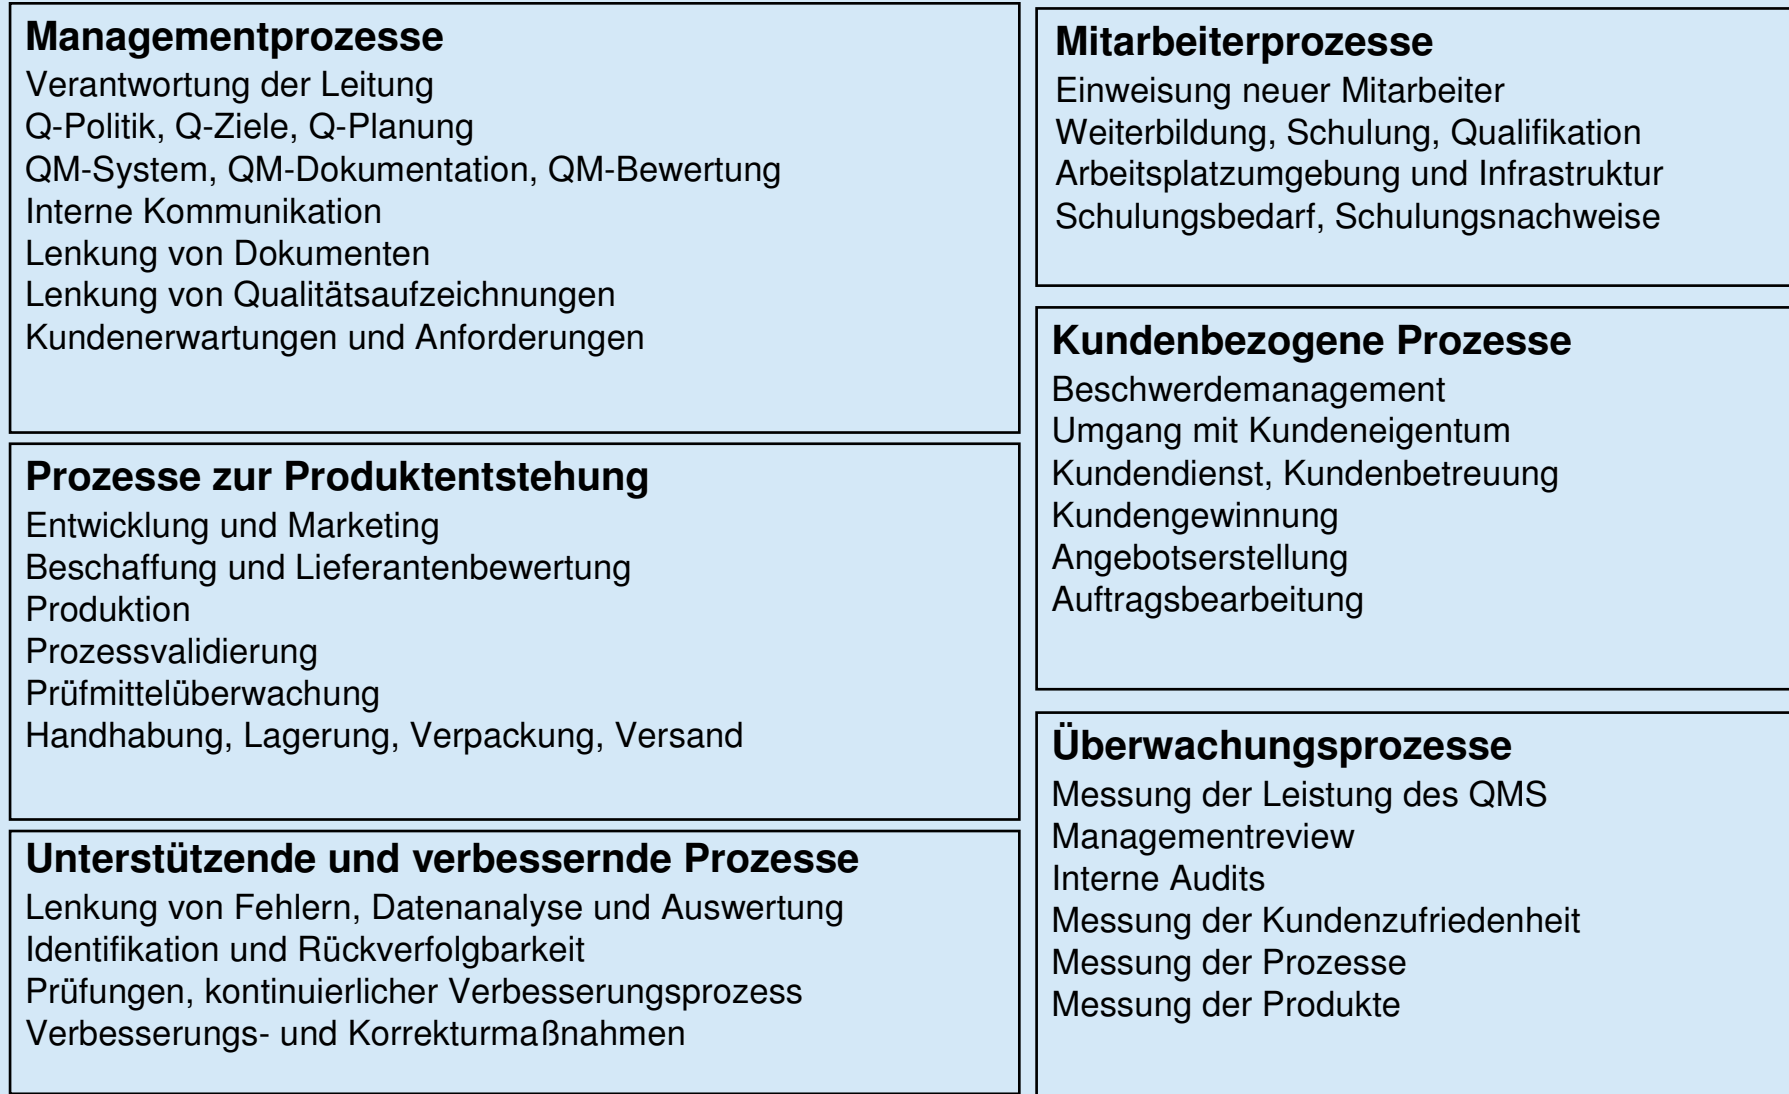 Managementprozesse
Verantwortung der Leitung
Q-Politik, Q-Ziele, Q-Planung
QM-System, QM-Dokumentation, QM-Bewertung
Interne Kommunikation
Lenkung von Dokumenten
Lenkung von Qualitätsaufzeichnungen
Kundenerwartungen und Anforderungen
Prozesse zur Produktentstehung
Entwicklung und Marketing
Beschaffung und Lieferantenbewertung
Produktion
Prozessvalidierung
Prüfmittelüberwachung
Handhabung, Lagerung, Verpackung, Versand
Unterstützende und verbessernde Prozesse
Lenkung von Fehlern, Datenanalyse und Auswertung
Identifikation und Rückverfolgbarkeit
Prüfungen, kontinuierlicher Verbesserungsprozess
Verbesserungs- und Korrekturmaßnahmen
Mitarbeiterprozesse
Einweisung neuer Mitarbeiter
Weiterbildung, Schulung, Qualifikation
Arbeitsplatzumgebung und Infrastruktur
Schulungsbedarf, Schulungsnachweise
Kundenbezogene Prozesse
Beschwerdemanagement
Umgang mit Kundeneigentum
Kundendienst, Kundenbetreuung
Kundengewinnung
Angebotserstellung
Auftragsbearbeitung
Überwachungsprozesse
Messung der Leistung des QMS
Managementreview
Interne Audits
Messung der Kundenzufriedenheit
Messung der Prozesse
Messung der Produkte